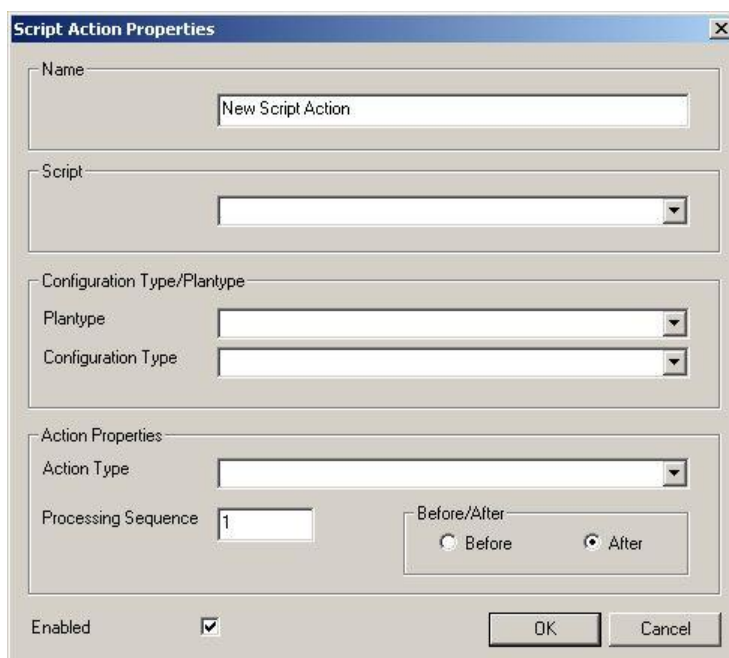 Script Action Properties
Name
New Script Action
Script
Configuration Type/Plantype
Plantype
Configuration Type
Action Properties
Action Type
Processing Sequence 1
Before/After
Before After
Enabled
OK Cancel